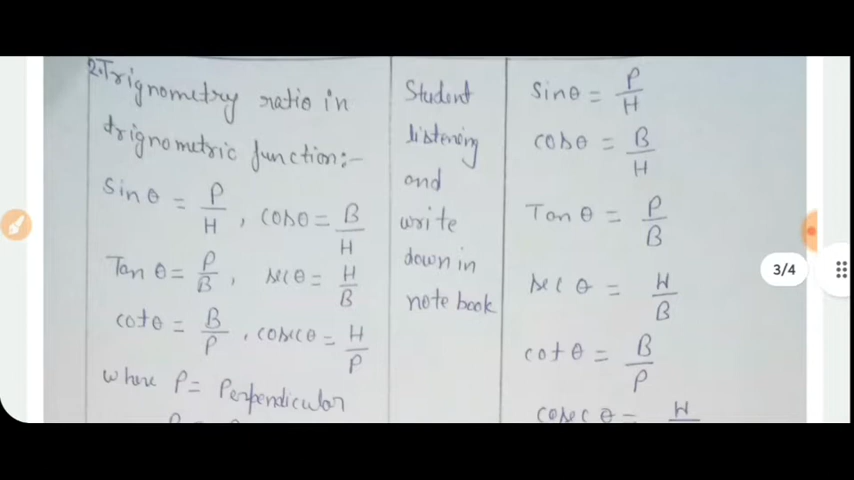 2. Trignometry ratio in
trignometric function:-
Sin θ = P/H, cos θ = B/H
Tan θ = P/B, sec θ = H/B
cot θ = B/P, cosec θ = H/P
where P = Perpendicular
Student
listening
and
write
down in
note book
Sin θ = P/H
cos θ = B/H
Tan θ = P/B
sec θ = H/B
cot θ = B/P
cosec θ = H
3/4